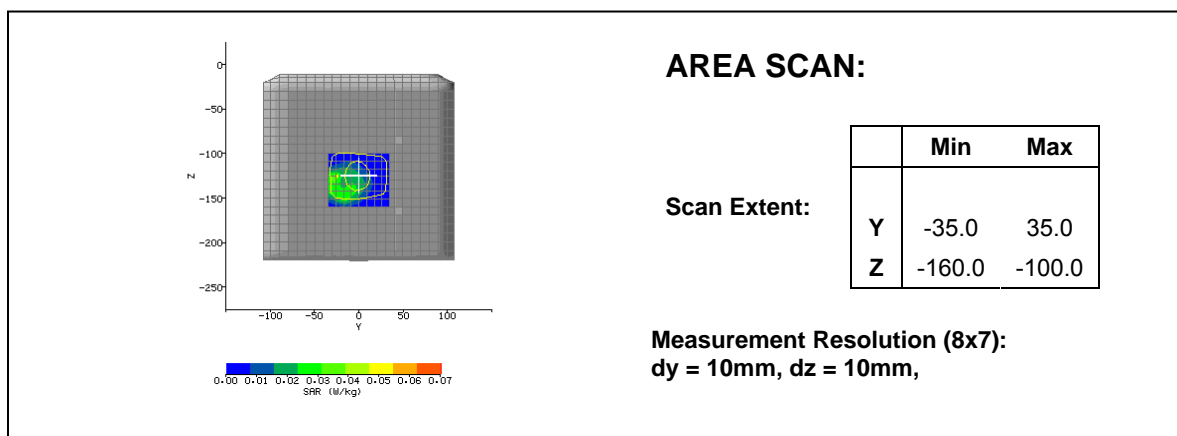 0
-50
-100
-150
-200
-250
Z
-100 -50 0 50 100
Y
0.00 0.01 0.02 0.03 0.04 0.05 0.06 0.07
SAR (W/kg)
AREA SCAN:
Scan Extent:
Min Max
Y -35.0 35.0
Z -160.0 -100.0
Measurement Resolution (8x7):
dy = 10mm, dz = 10mm,